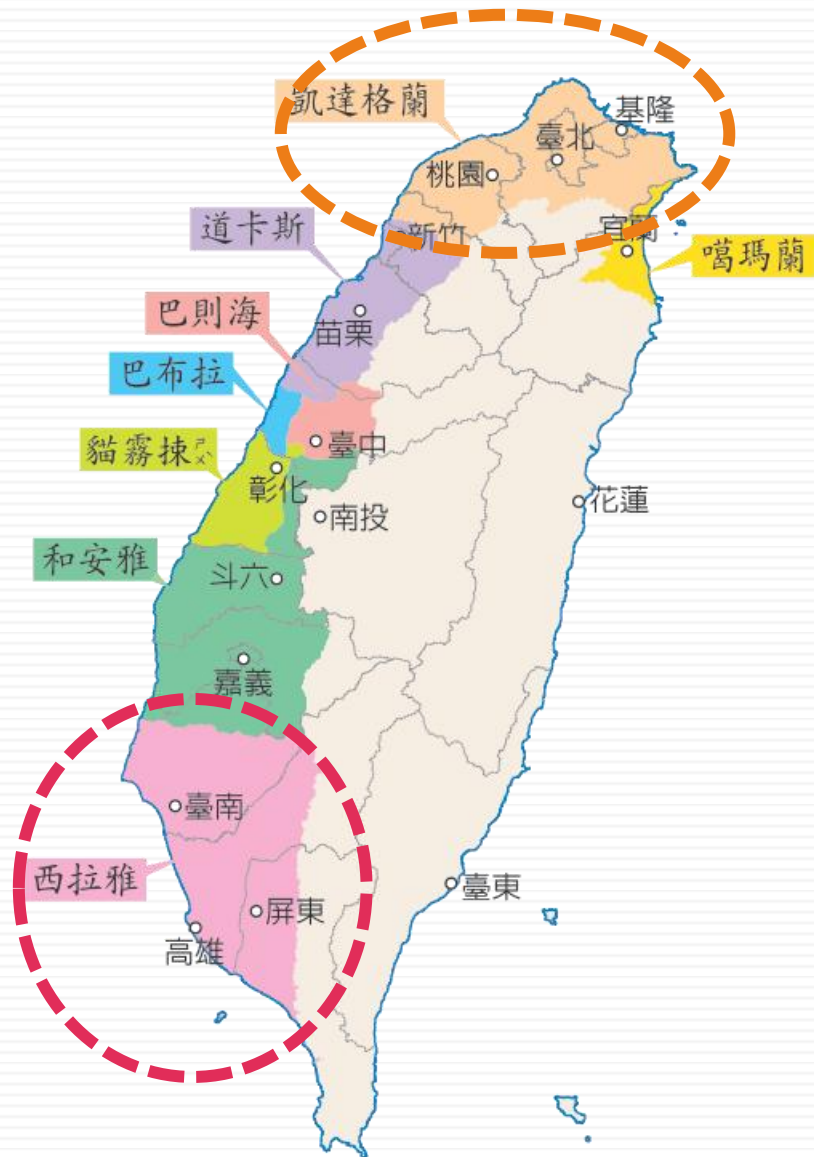 凱達格蘭
基隆
臺北
桃園
道卡斯
新竹
宜蘭
噶瑪蘭
巴則海
苗栗
巴布拉
貓霧捒ㄕㄨˋ
臺中
彰化
南投
花蓮
和安雅
斗六
嘉義
臺南
西拉雅
屏東
臺東
高雄